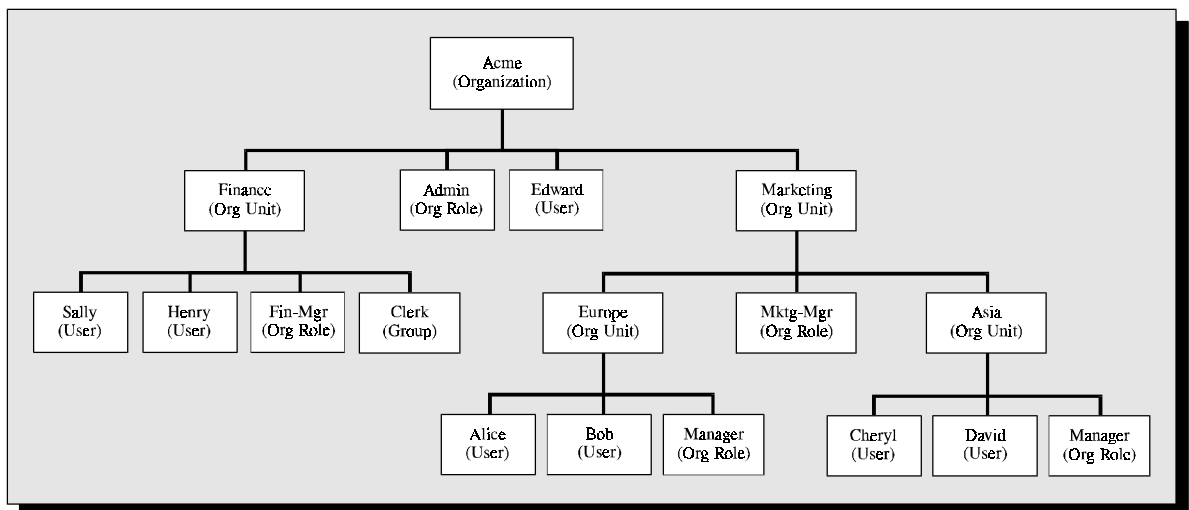 Acme
(Organization)
Finance
(Org Unit)
Admin
(Org Role)
Edward
(User)
Marketing
(Org Unit)
Sally
(User)
Henry
(User)
Fin-Mgr
(Org Role)
Clerk
(Group)
Europe
(Org Unit)
Mktg-Mgr
(Org Role)
Asia
(Org Unit)
Alice
(User)
Bob
(User)
Manager
(Org Role)
Cheryl
(User)
David
(User)
Manager
(Org Role)